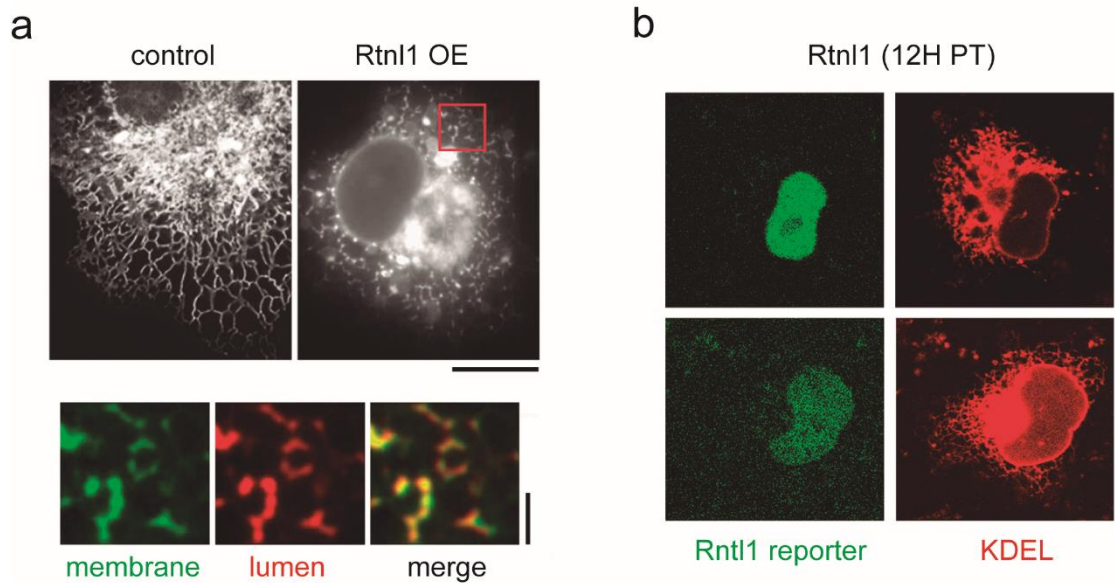 a
control Rtnl1 OE
membrane lumen merge
b
Rtnl1 (12H PT)
Rntl1 reporter KDEL